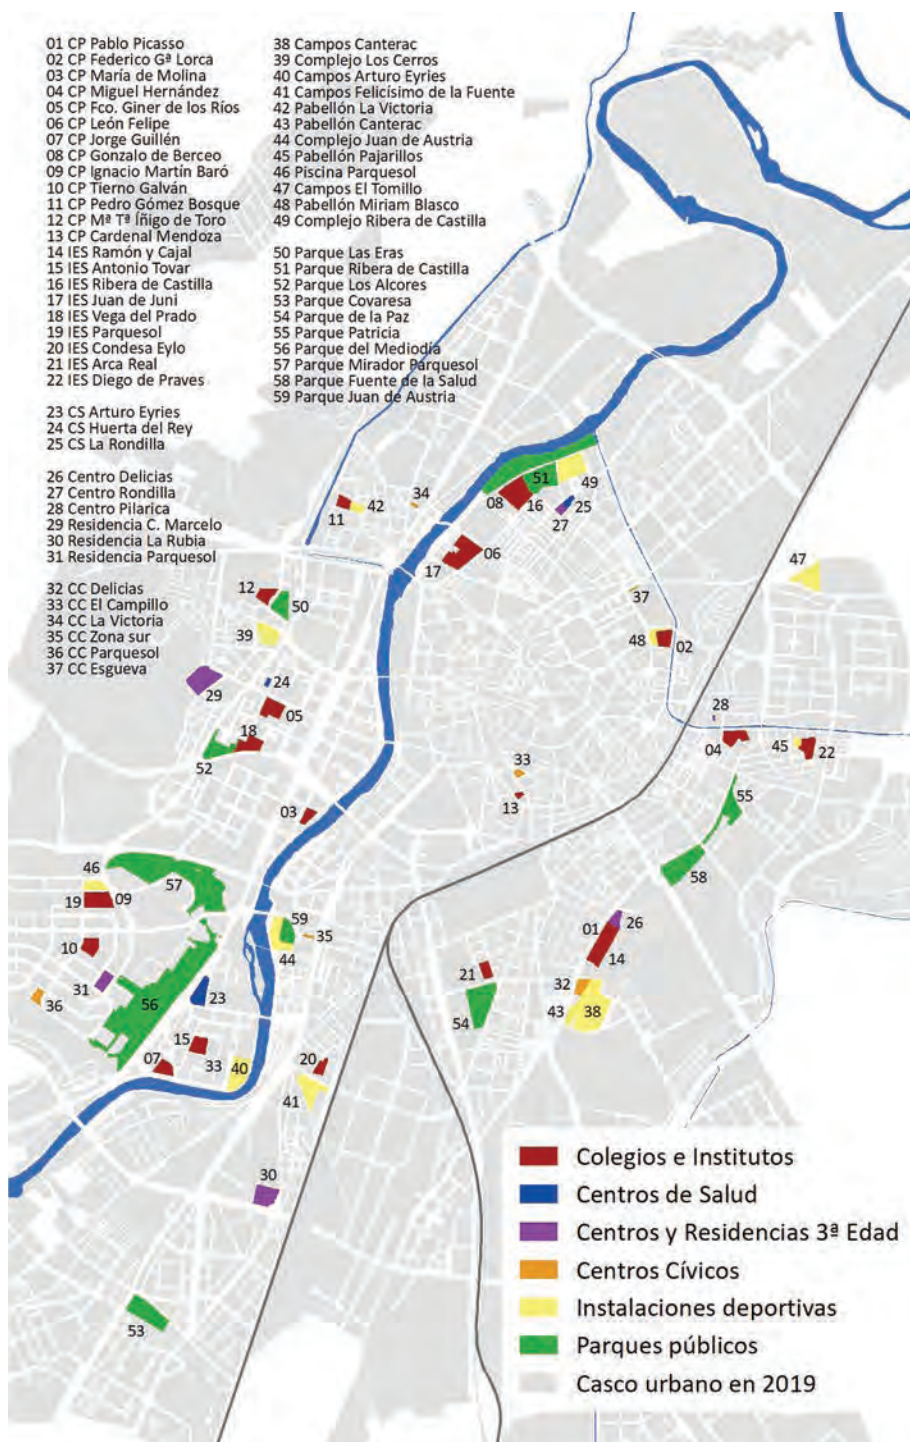 01 CP Pablo Picasso
02 CP Federico Gª Lorca
03 CP María de Molina
04 CP Miguel Hernández
05 CP Fco. Giner de los Ríos
06 CP León Felipe
07 CP Jorge Guillén
08 CP Gonzalo de Berceo
09 CP Ignacio Martín Baró
10 CP Tierno Galván
11 CP Pedro Gómez Bosque
12 CP Mª Tª Íñigo de Toro
13 CP Cardenal Mendoza
14 IES Ramón y Cajal
15 IES Antonio Tovar
16 IES Ribera de Castilla
17 IES Juan de Juni
18 IES Vega del Prado
19 IES Parquesol
20 IES Condesa Eylo
21 IES Arca Real
22 IES Diego de Praves
23 CS Arturo Eyries
24 CS Huerta del Rey
25 CS La Rondilla
26 Centro Delicias
27 Centro Rondilla
28 Centro Pilarica
29 Residencia C. Marcelo
30 Residencia La Rubia
31 Residencia Parquesol
32 CC Delicias
33 CC El Campillo
34 CC La Victoria
35 CC Zona sur
36 CC Parquesol
37 CC Esgueva
38 Campos Canterac
39 Complejo Los Cerros
40 Campos Arturo Eyries
41 Campos Felicísimo de la Fuente
42 Pabellón La Victoria
43 Pabellón Canterac
44 Complejo Juan de Austria
45 Pabellón Pajarillos
46 Piscina Parquesol
47 Campos El Tomillo
48 Pabellón Miriam Blasco
49 Complejo Ribera de Castilla
50 Parque Las Eras
51 Parque Ribera de Castilla
52 Parque Los Alcores
53 Parque Covaresa
54 Parque de la Paz
55 Parque Patricia
56 Parque del Mediodía
57 Parque Mirador Parquesol
58 Parque Fuente de la Salud
59 Parque Juan de Austria
51
49
34
08
16
25
11
42
27
06
17
47
12
50
37
39
48
02
29
24
28
05
18
04
45
22
52
33
13
55
03
46
57
58
19
09
59
01
26
10
35
44
14
21
31
32
36
56
23
54
43
38
15
07
33
40
20
41
30
53
Colegios e Institutos
Centros de Salud
Centros y Residencias 3ª Edad
Centros Cívicos
Instalaciones deportivas
Parques públicos
Casco urbano en 2019